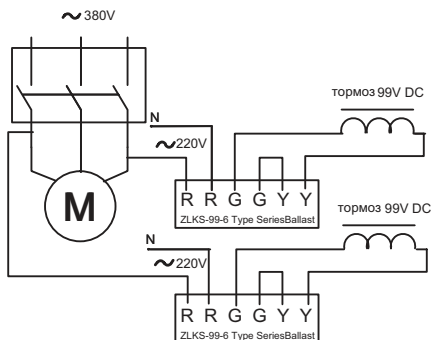 ~ 380V
тормоз 99V DC
N
~220V
R R G G Y Y
ZLKS-99-6 Type SeriesBallast
M
тормоз 99V DC
N
~220V
R R G G Y Y
ZLKS-99-6 Type SeriesBallast